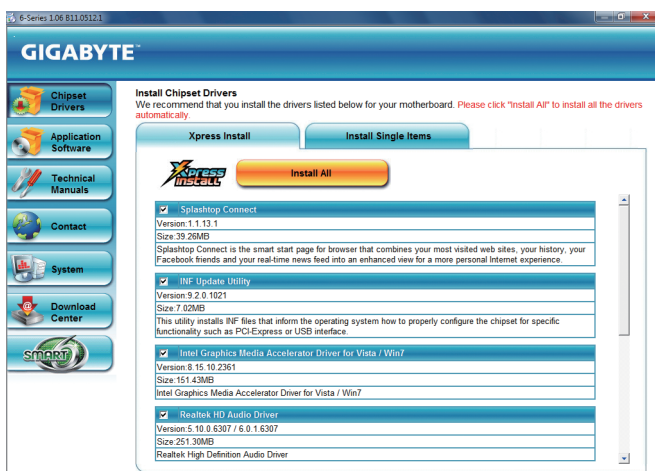 6-Series 1.06 B11.0512.1
GIGABYTE™
Chipset
Drivers
Application
Software
Technical
Manuals
Contact
System
Download
Center
SMART6
Install Chipset Drivers
We recommend that you install the drivers listed below for your motherboard. Please click "Install All" to install all the drivers
automatically.
Xpress Install
Install Single Items
Xpress
INSTALL
Install All
Splashtop Connect
Version:1.1.13.1
Size:39.26MB
Splashtop Connect is the smart start page for browser that combines your most visited web sites, your history, your
Facebook friends and your real-time news feed into an enhanced view for a more personal Internet experience.
INF Update Utility
Version:9.2.0.1021
Size:7.02MB
This utility installs INF files that inform the operating system how to properly configure the chipset for specific
functionality such as PCI-Express or USB interface.
Intel Graphics Media Accelerator Driver for Vista / Win7
Version:8.15.10.2361
Size:151.43MB
Intel Graphics Media Accelerator Driver for Vista / Win7
Realtek HD Audio Driver
Version:5.10.0.6307 / 6.0.1.6307
Size:251.30MB
Realtek High Definition Audio Driver